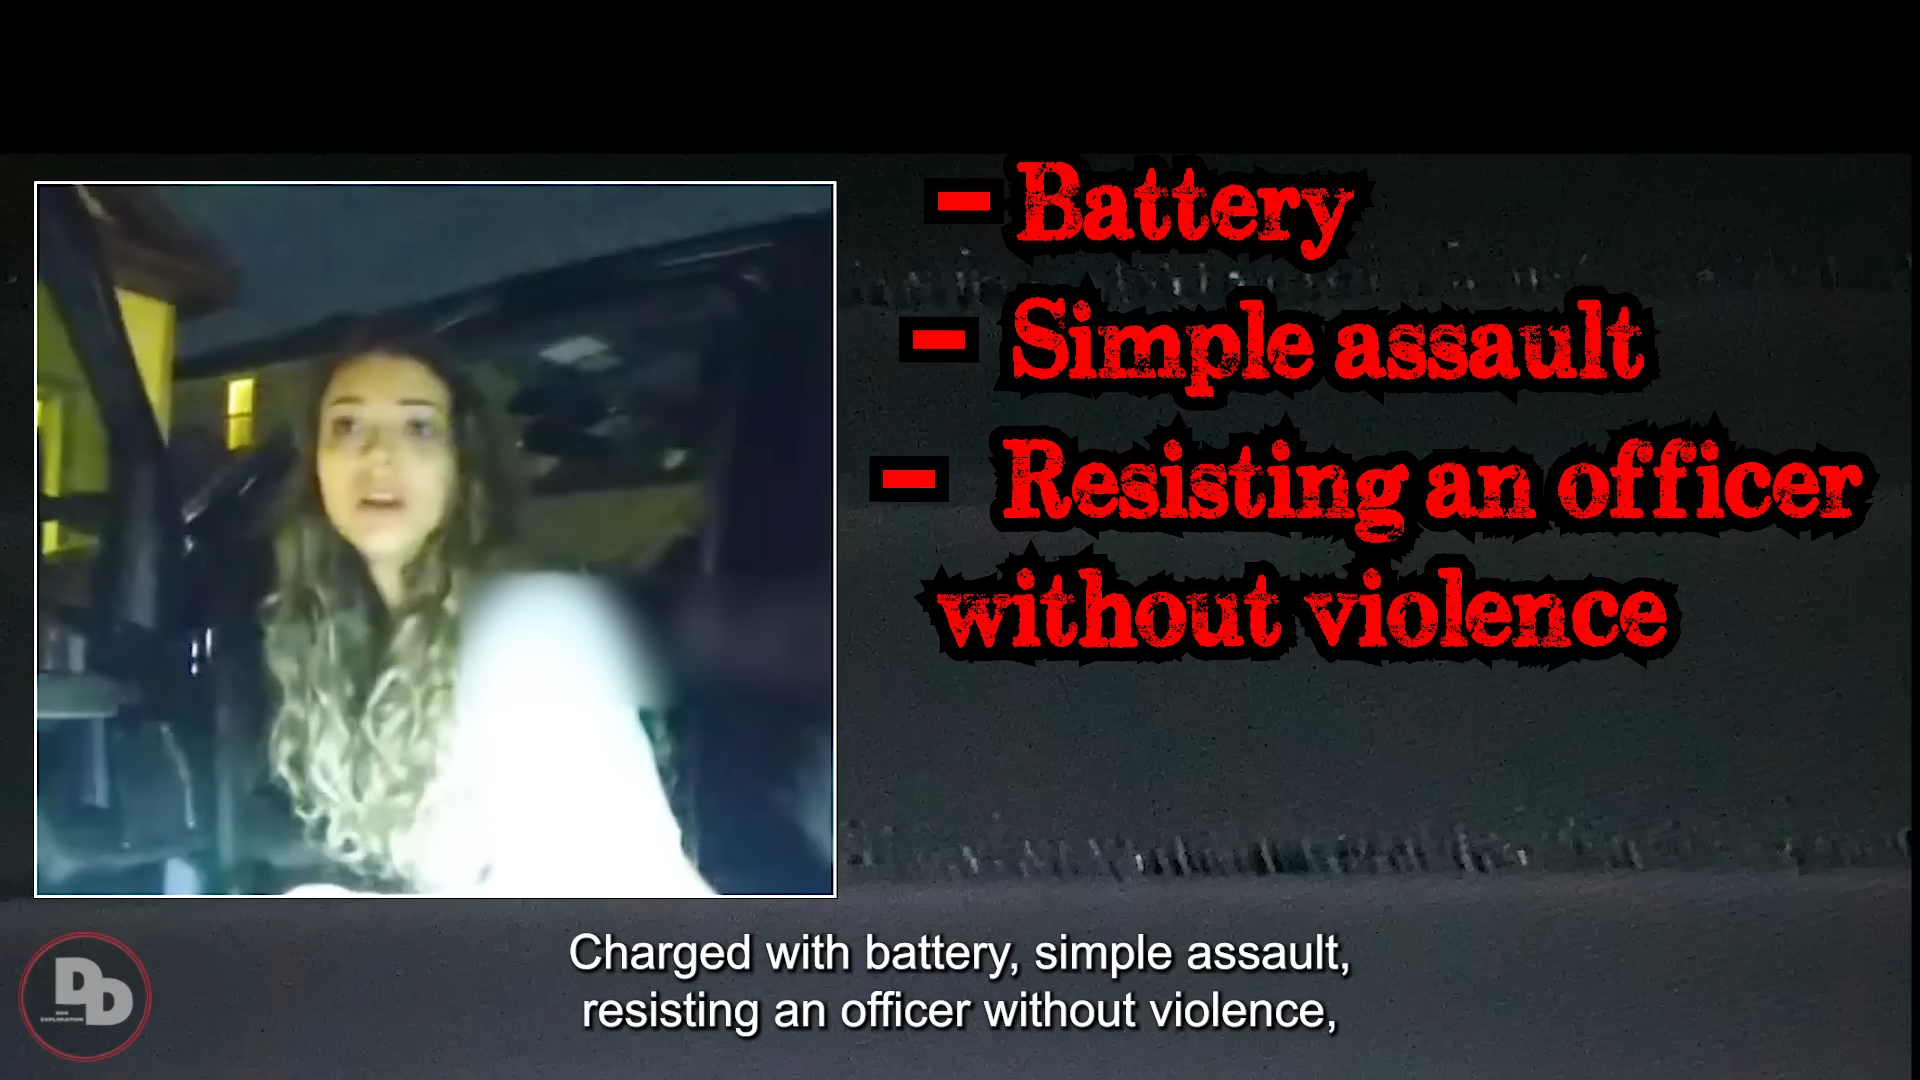 - Battery
- Simple assault
- Resisting an officer
without violence
Charged with battery, simple assault,
resisting an officer without violence,
DD